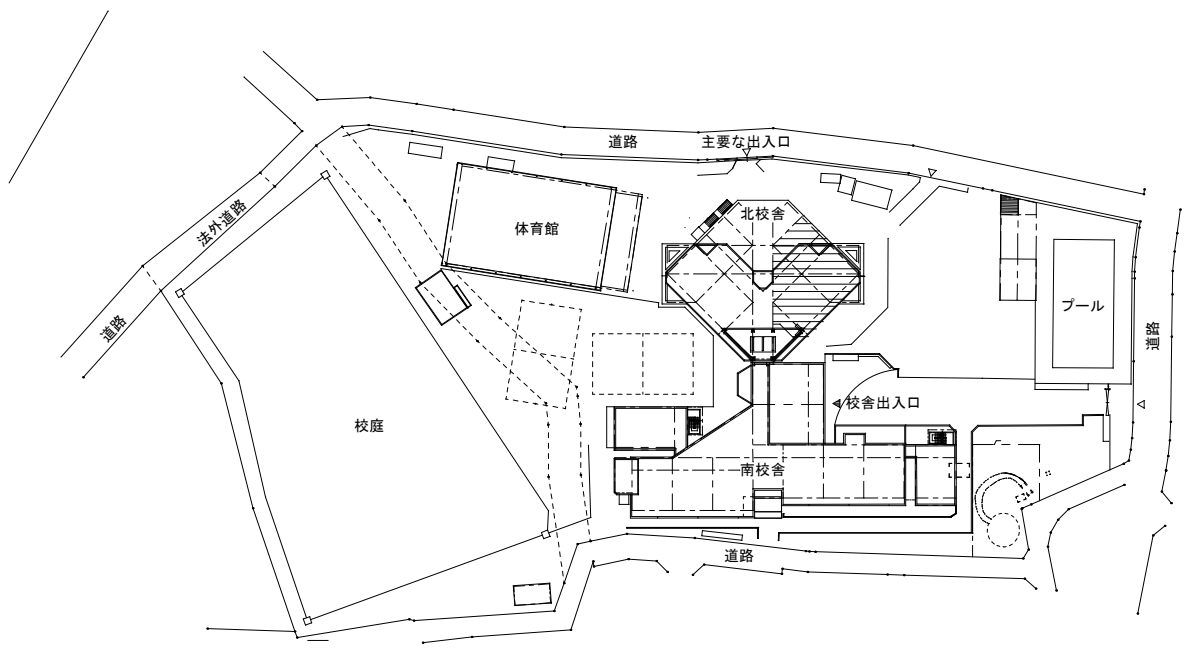 道路
主要な出入口
法外道路
北校舎
体育館
プール
道路
道路
校舎出入口
校庭
南校舎
道路